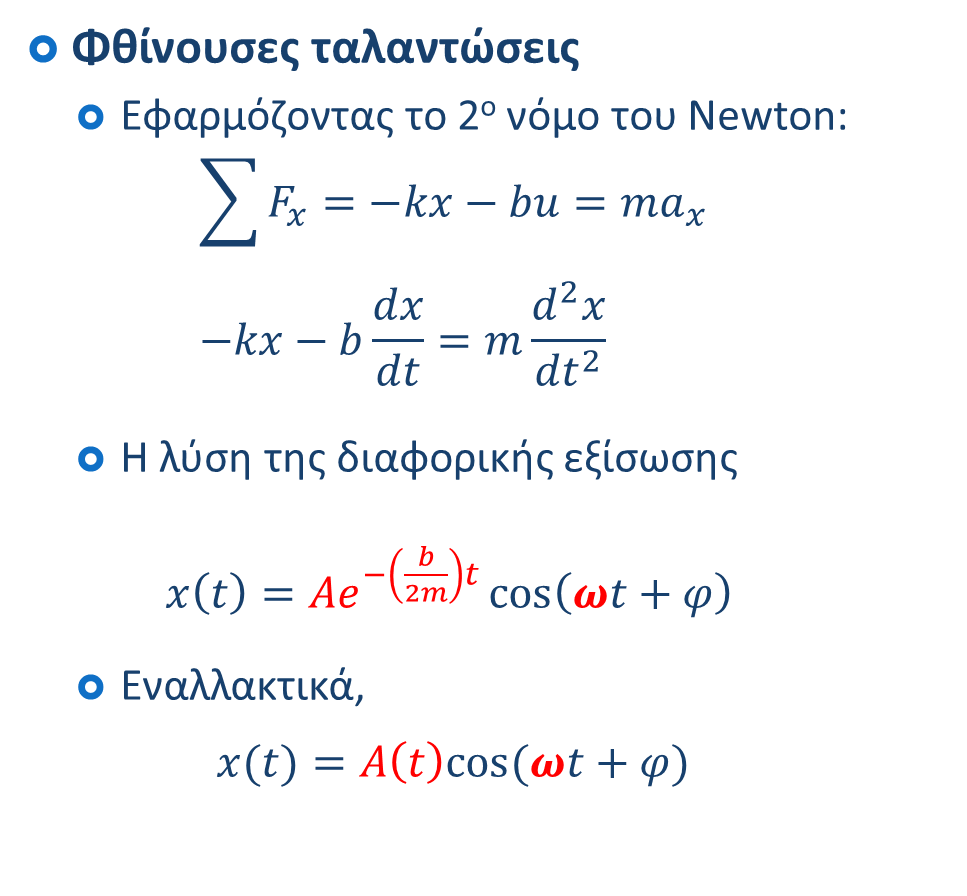 Φθίνουσες ταλαντώσεις
Εφαρμόζοντας το 2ο νόμο του Newton:
∑ Fₓ = −kx − bu = maₓ
−kx − b dx/dt = m d²x/dt²
Η λύση της διαφορικής εξίσωσης
x(t) = Ae^{−(b/2m)t} cos(ωt + φ)
Εναλλακτικά,
x(t) = A(t)cos(ωt + φ)